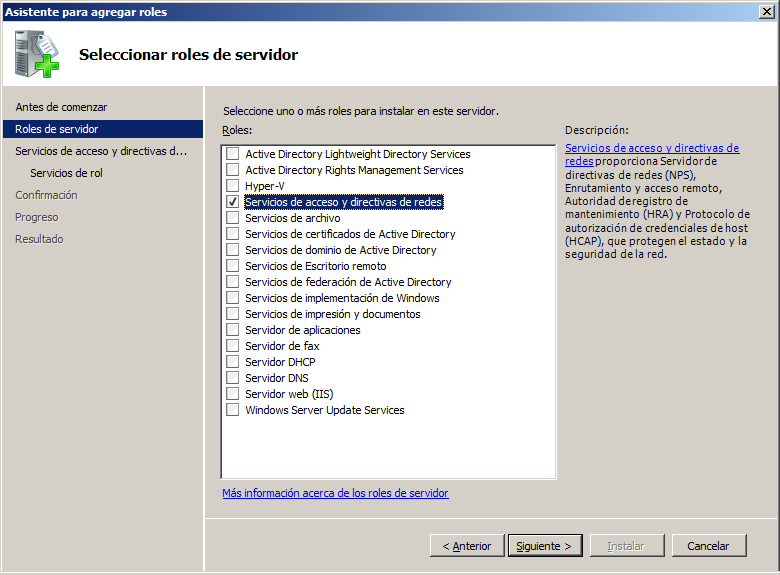 Asistente para agregar roles
Seleccionar roles de servidor
Antes de comenzar
Roles de servidor
Servicios de acceso y directivas d...
Servicios de rol
Confirmación
Progreso
Resultado
Seleccione uno o más roles para instalar en este servidor.
Roles:
Active Directory Lightweight Directory Services
Active Directory Rights Management Services
Hyper-V
Servicios de acceso y directivas de redes
Servicios de archivo
Servicios de certificados de Active Directory
Servicios de dominio de Active Directory
Servicios de Escritorio remoto
Servicios de federación de Active Directory
Servicios de implementación de Windows
Servicios de impresión y documentos
Servidor de aplicaciones
Servidor de fax
Servidor DHCP
Servidor DNS
Servidor web (IIS)
Windows Server Update Services
Más información acerca de los roles de servidor
Descripción:
Servicios de acceso y directivas de
redes proporciona Servidor de
directivas de redes (NPS),
Enrutamiento y acceso remoto,
Autoridad de registro de
mantenimiento (HRA) y Protocolo de
autorización de credenciales de host
(HCAP), que protegen el estado y la
seguridad de la red.
< Anterior
Siguiente >
Instalar
Cancelar